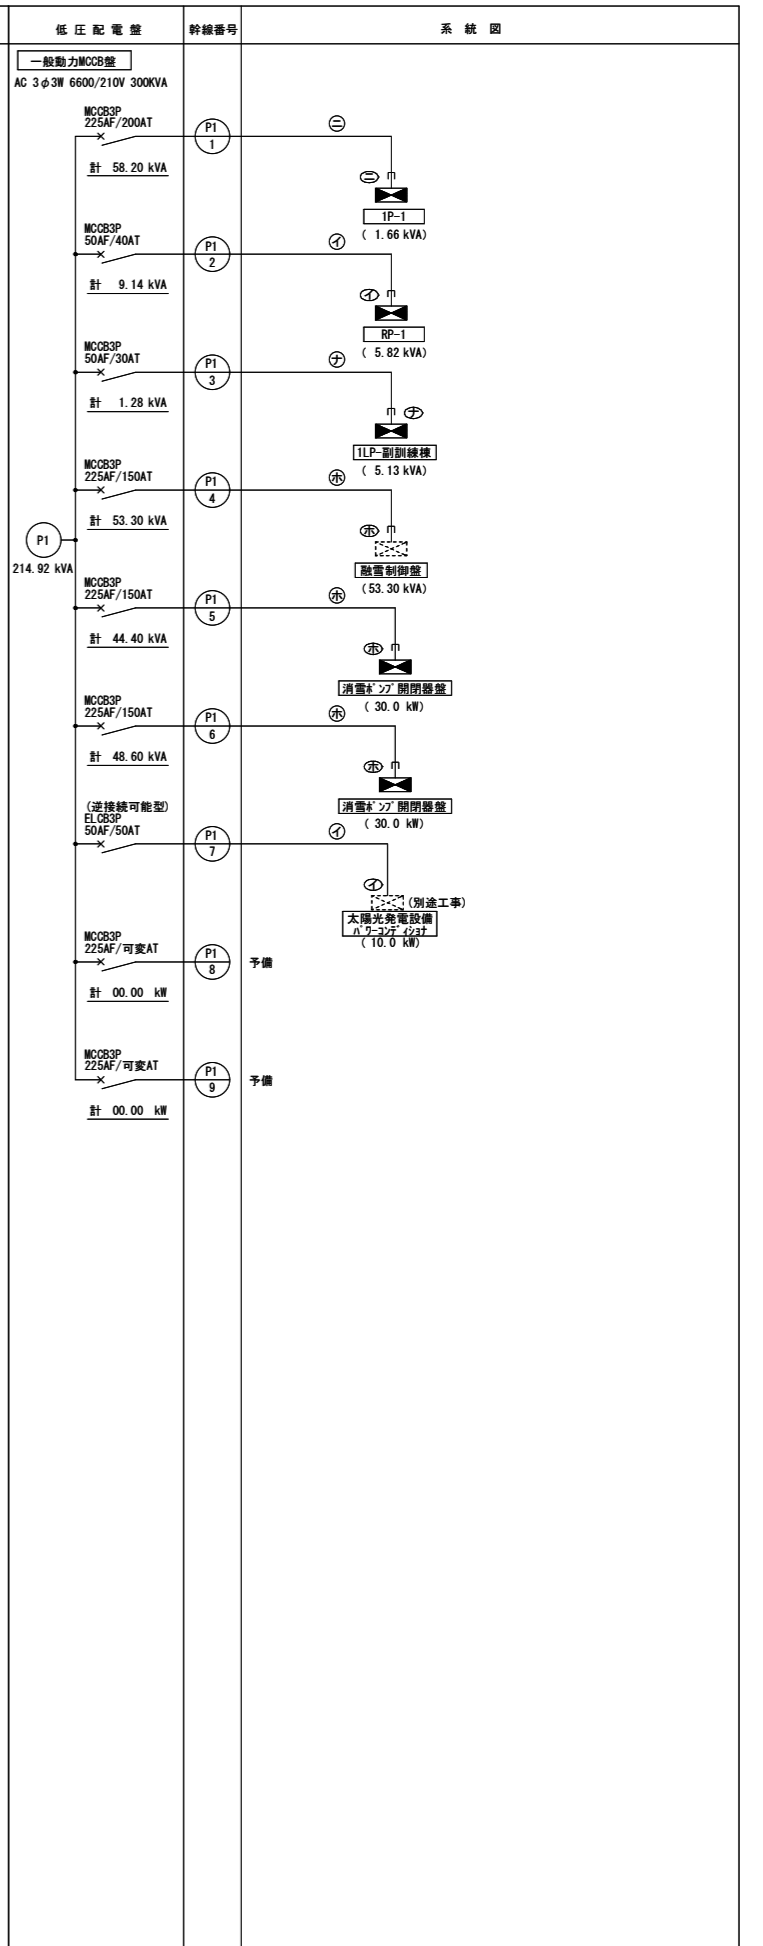 低圧配電盤 幹線番号 系統図
一般動力MCCB盤
AC 3φ3W 6600/210V 300KVA
MCCB3P
225AF/200AT
P1
1
㊁
計 58.20 kVA
㊁
1P-1
( 1.66 kVA)
MCCB3P
50AF/40AT
P1
2
㋑
計 9.14 kVA
㋑
RP-1
( 5.82 kVA)
MCCB3P
50AF/30AT
P1
3
㋤
計 1.28 kVA
㋤
1LP-副訓練棟
( 5.13 kVA)
MCCB3P
225AF/150AT
P1
4
㋭
計 53.30 kVA
㋭
融雪制御盤
(53.30 kVA)
P1
214.92 kVA
MCCB3P
225AF/150AT
P1
5
㋭
計 44.40 kVA
㋭
消雪ﾎﾟﾝﾌﾟ開閉器盤
( 30.0 kW)
MCCB3P
225AF/150AT
P1
6
㋭
計 48.60 kVA
㋭
消雪ﾎﾟﾝﾌﾟ開閉器盤
( 30.0 kW)
(逆接続可能型)
ELCB3P
50AF/50AT
P1
7
㋑
㋑
(別途工事)
太陽光発電設備
ﾊﾟﾜｰｺﾝﾃﾞｨｼｮﾅ
( 10.0 kW)
MCCB3P
225AF/可変AT
P1
8
予備
計 00.00 kW
MCCB3P
225AF/可変AT
P1
9
予備
計 00.00 kW